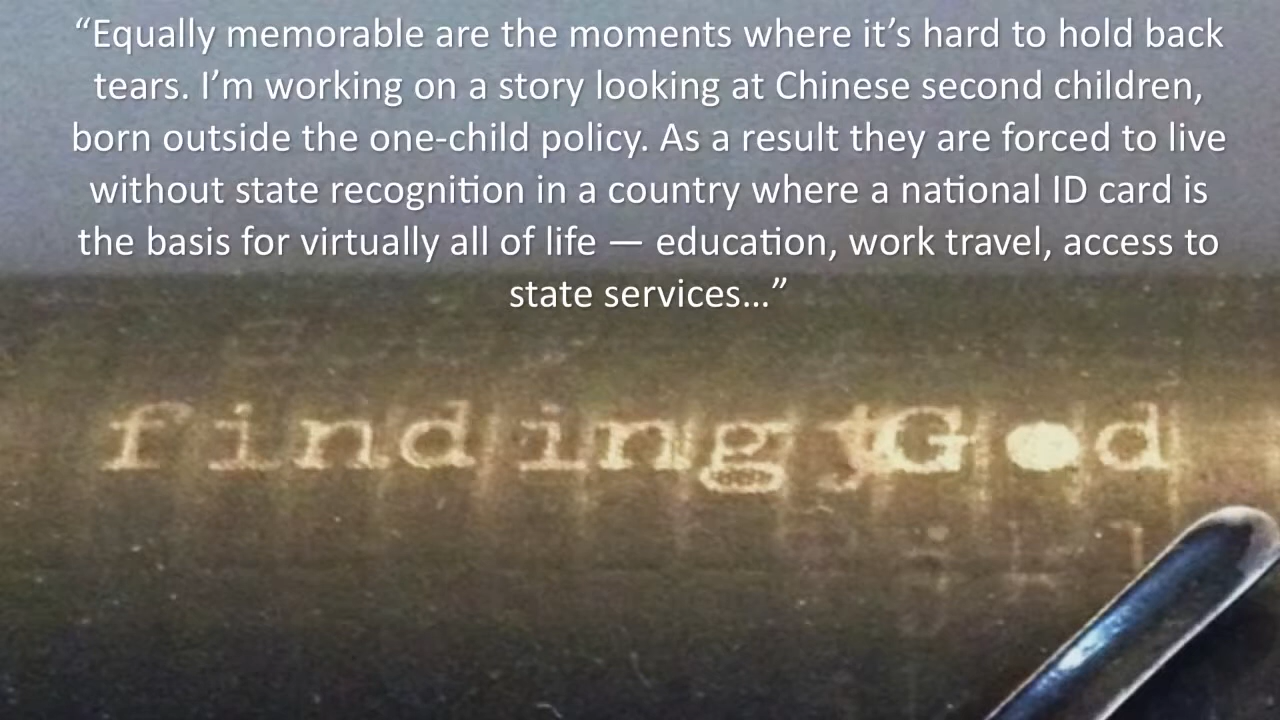 “Equally memorable are the moments where it’s hard to hold back
tears. I’m working on a story looking at Chinese second children,
born outside the one-child policy. As a result they are forced to live
without state recognition in a country where a national ID card is
the basis for virtually all of life — education, work travel, access to
state services…”
finding God